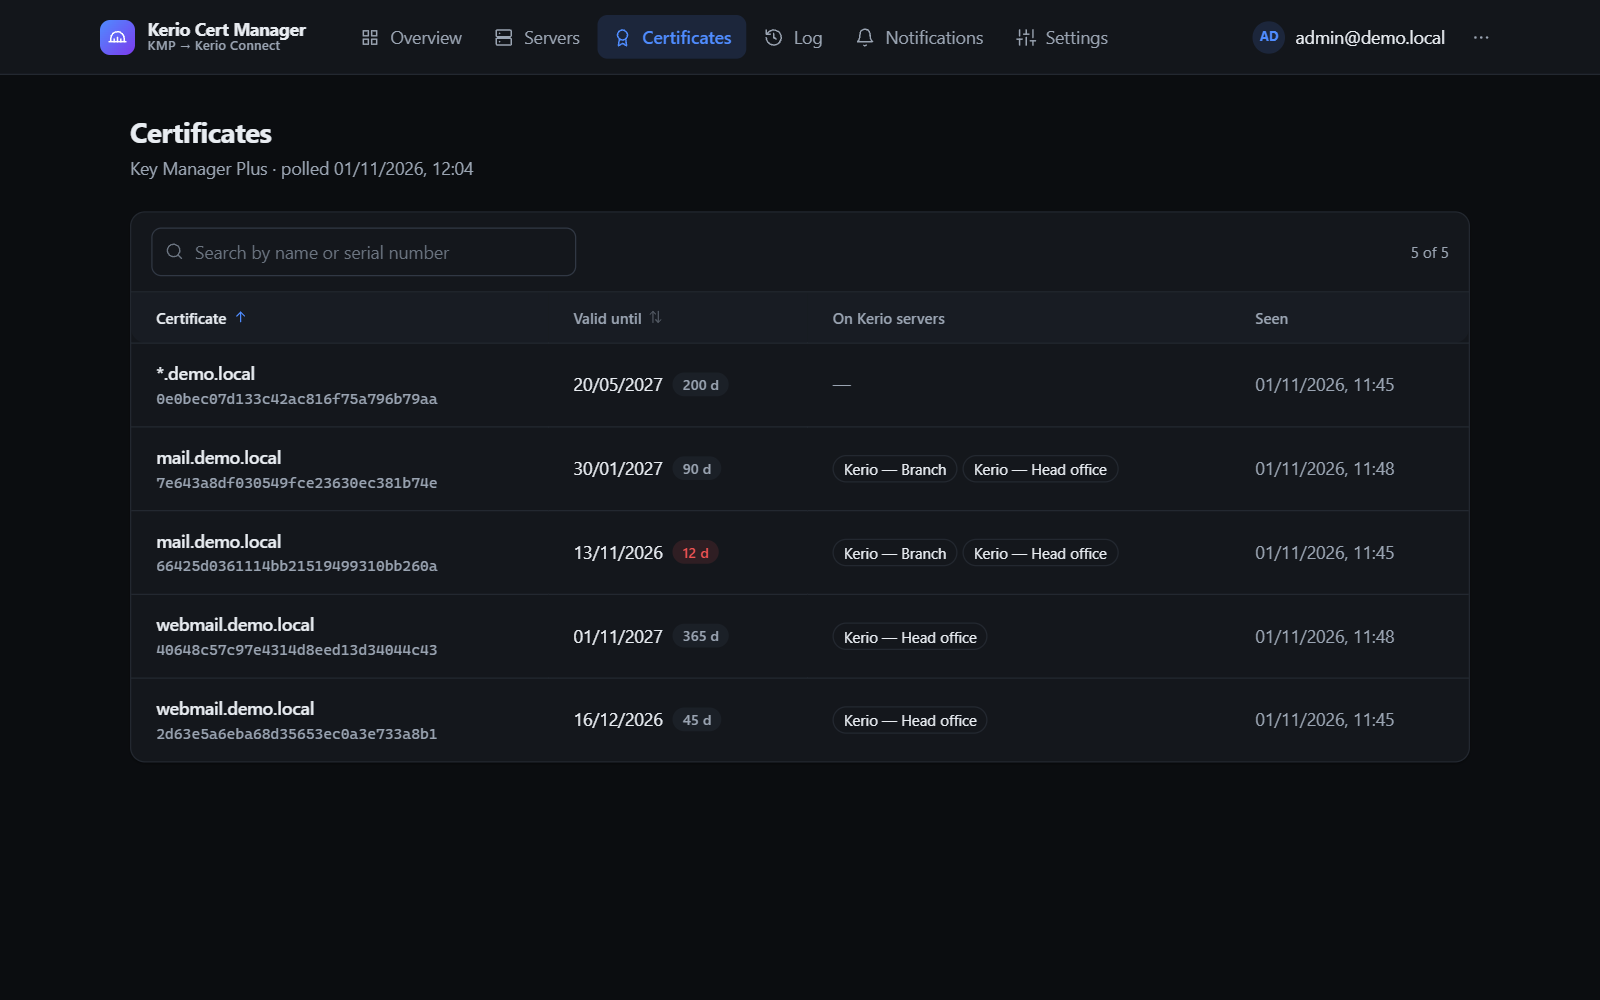 Kerio Cert Manager
KMP → Kerio Connect
Overview
Servers
Certificates
Log
Notifications
Settings
AD
admin@demo.local
Certificates
Key Manager Plus · polled 01/11/2026, 12:04
Search by name or serial number
5 of 5
Certificate ↑ Valid until ↑↓ On Kerio servers Seen
*.demo.local
0e0bec07d133c42ac816f75a796b79aa
20/05/2027 200 d — 01/11/2026, 11:45
mail.demo.local
7e643a8df030549fce23630ec381b74e
30/01/2027 90 d Kerio — Branch Kerio — Head office 01/11/2026, 11:48
mail.demo.local
66425d0361114bb21519499310bb260a
13/11/2026 12 d Kerio — Branch Kerio — Head office 01/11/2026, 11:45
webmail.demo.local
40648c57c97e4314d8eed13d34044c43
01/11/2027 365 d Kerio — Head office 01/11/2026, 11:48
webmail.demo.local
2d63e5a6eba68d35653ec0a3e733a8b1
16/12/2026 45 d Kerio — Head office 01/11/2026, 11:45